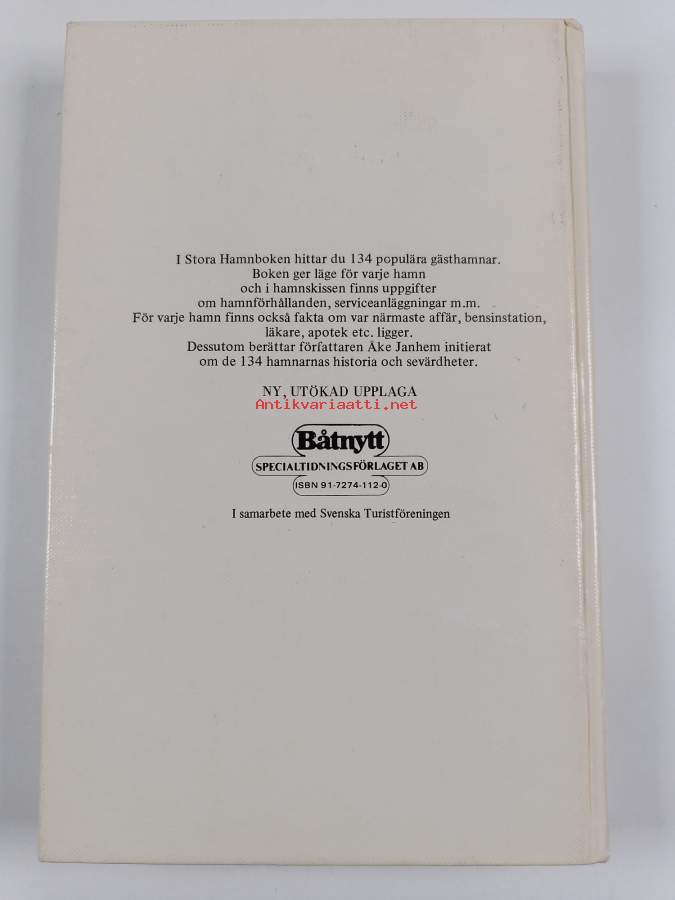 I Stora Hamnboken hittar du 134 populära gästhamnar.
Boken ger läge för varje hamn
och i hamnskissen finns uppgifter
om hamnförhållanden, serviceanläggningar m.m.
För varje hamn finns också fakta om var närmaste affär, bensinstation,
läkare, apotek etc. ligger.
Dessutom berättar författaren Åke Janhem initierat
om de 134 hamnarnas historia och sevärdheter.
NY, UTÖKAD UPPLAGA
Antikvariaatti.net
Båtnytt
SPECIALTIDNINGSFÖRLAGET AB
ISBN 91-7274-112-0
I samarbete med Svenska Turistföreningen